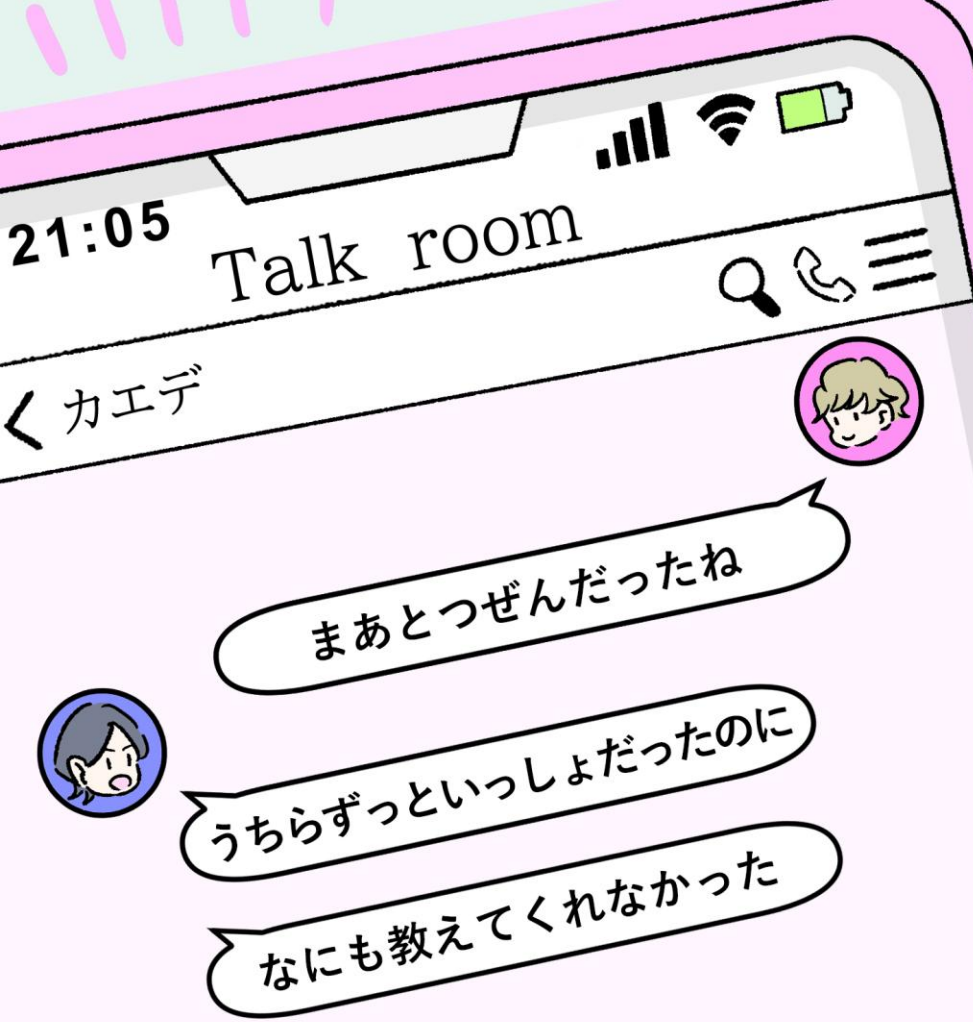 21:05
Talk room
カエデ
まあとつぜんだったね
うちらずっといっしょだったのに
なにも教えてくれなかった